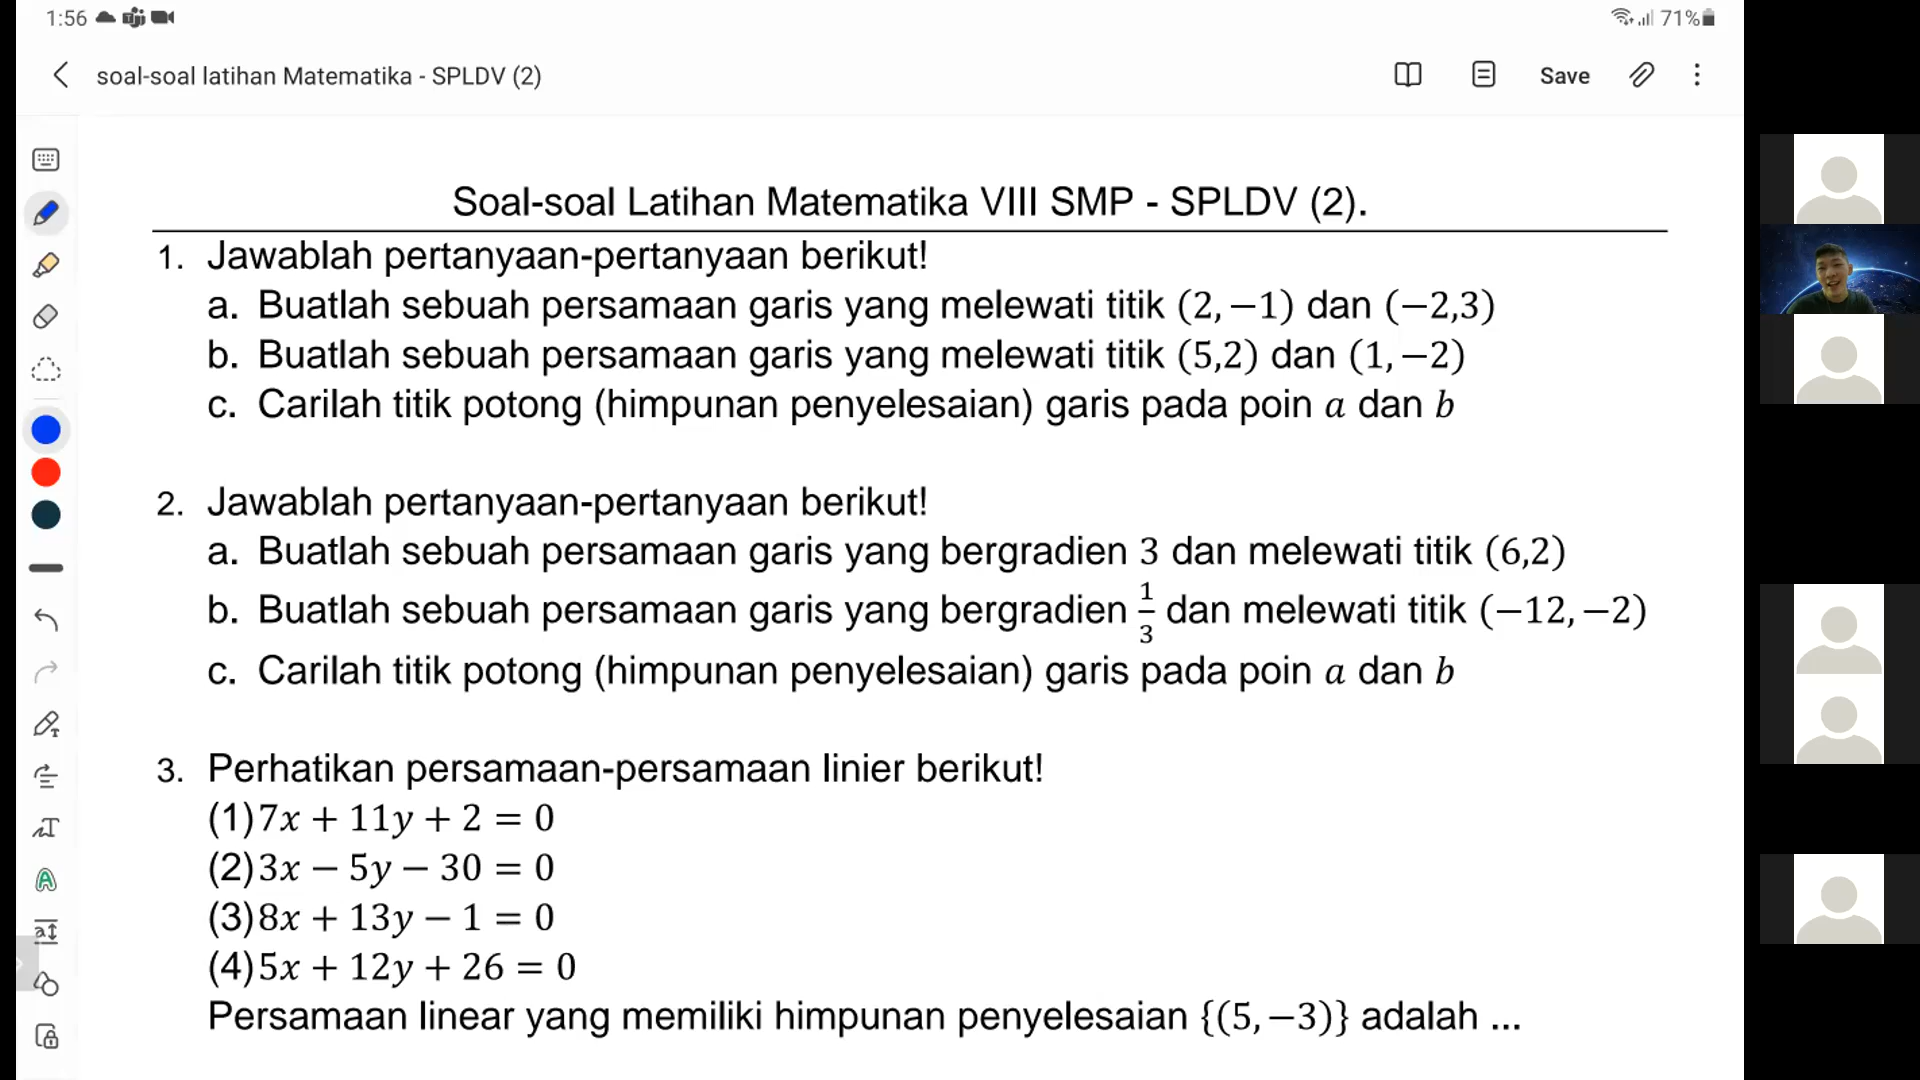 1:56
71%
soal-soal latihan Matematika - SPLDV (2)
Save
Soal-soal Latihan Matematika VIII SMP - SPLDV (2).
1. Jawablah pertanyaan-pertanyaan berikut!
a. Buatlah sebuah persamaan garis yang melewati titik (2, −1) dan (−2,3)
b. Buatlah sebuah persamaan garis yang melewati titik (5,2) dan (1, −2)
c. Carilah titik potong (himpunan penyelesaian) garis pada poin a dan b
2. Jawablah pertanyaan-pertanyaan berikut!
a. Buatlah sebuah persamaan garis yang bergradien 3 dan melewati titik (6,2)
b. Buatlah sebuah persamaan garis yang bergradien 1/3 dan melewati titik (−12, −2)
c. Carilah titik potong (himpunan penyelesaian) garis pada poin a dan b
3. Perhatikan persamaan-persamaan linier berikut!
(1)7x + 11y + 2 = 0
(2)3x − 5y − 30 = 0
(3)8x + 13y − 1 = 0
(4)5x + 12y + 26 = 0
Persamaan linear yang memiliki himpunan penyelesaian {(5, −3)} adalah ...